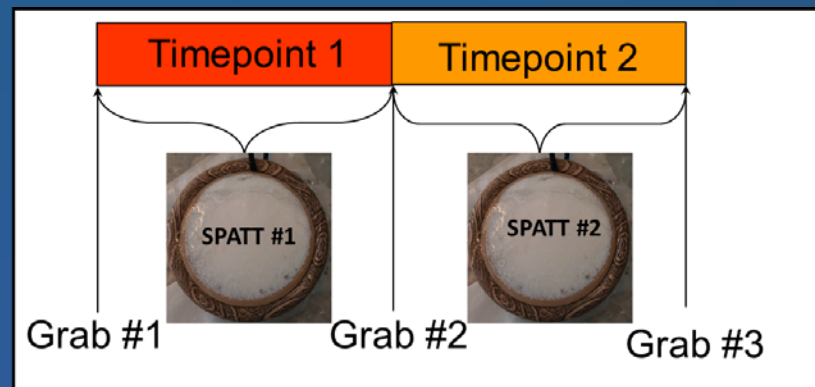 Timepoint 1
Timepoint 2
SPATT #1
SPATT #2
Grab #1
Grab #2
Grab #3